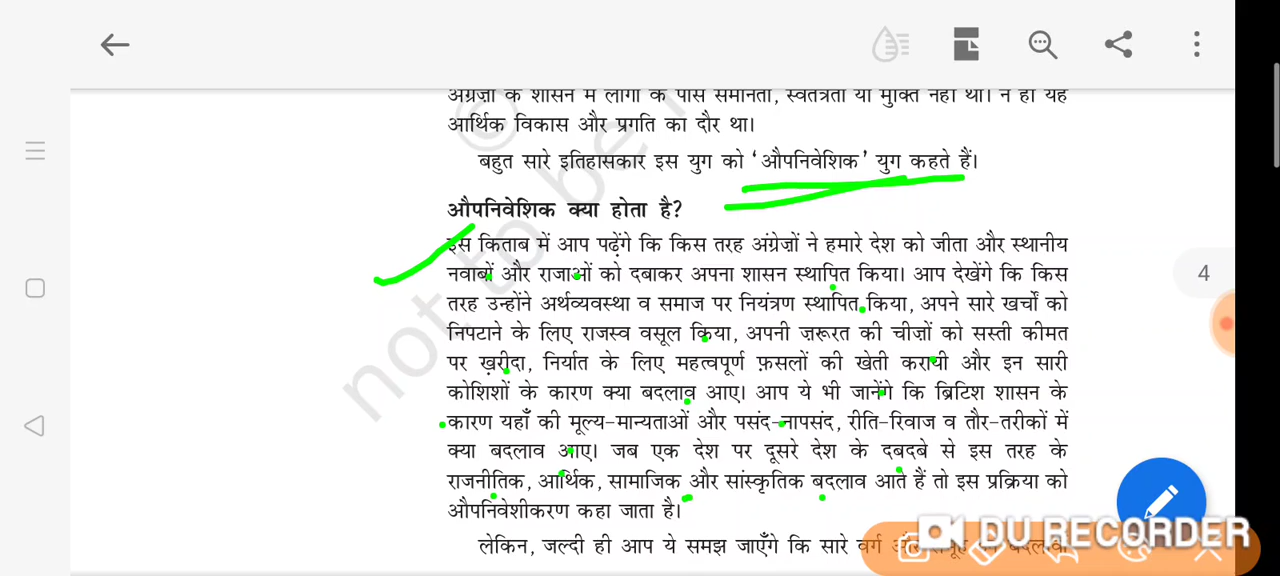 अंग्रेज़ों के शासन में लोगों के पास समानता, स्वतंत्रता या मुक्ति नहीं थी। न ही यह
आर्थिक विकास और प्रगति का दौर था।
बहुत सारे इतिहासकार इस युग को ‘औपनिवेशिक’ युग कहते हैं।
औपनिवेशिक क्या होता है?
इस किताब में आप पढ़ेंगे कि किस तरह अंग्रेज़ों ने हमारे देश को जीता और स्थानीय
नवाबों और राजाओं को दबाकर अपना शासन स्थापित किया। आप देखेंगे कि किस
तरह उन्होंने अर्थव्यवस्था व समाज पर नियंत्रण स्थापित किया, अपने सारे खर्चों को
निपटाने के लिए राजस्व वसूल किया, अपनी ज़रूरत की चीज़ों को सस्ती कीमत
पर ख़रीदा, निर्यात के लिए महत्वपूर्ण फ़सलों की खेती करायी और इन सारी
कोशिशों के कारण क्या बदलाव आए। आप ये भी जानेंगे कि ब्रिटिश शासन के
कारण यहाँ की मूल्य-मान्यताओं और पसंद-नापसंद, रीति-रिवाज व तौर-तरीकों में
क्या बदलाव आए। जब एक देश पर दूसरे देश के दबदबे से इस तरह के
राजनीतिक, आर्थिक, सामाजिक और सांस्कृतिक बदलाव आते हैं तो इस प्रक्रिया को
औपनिवेशीकरण कहा जाता है।
लेकिन, जल्दी ही आप ये समझ जाएँगे कि सारे वर्ग और
4
© not to be r
DU RECORDER